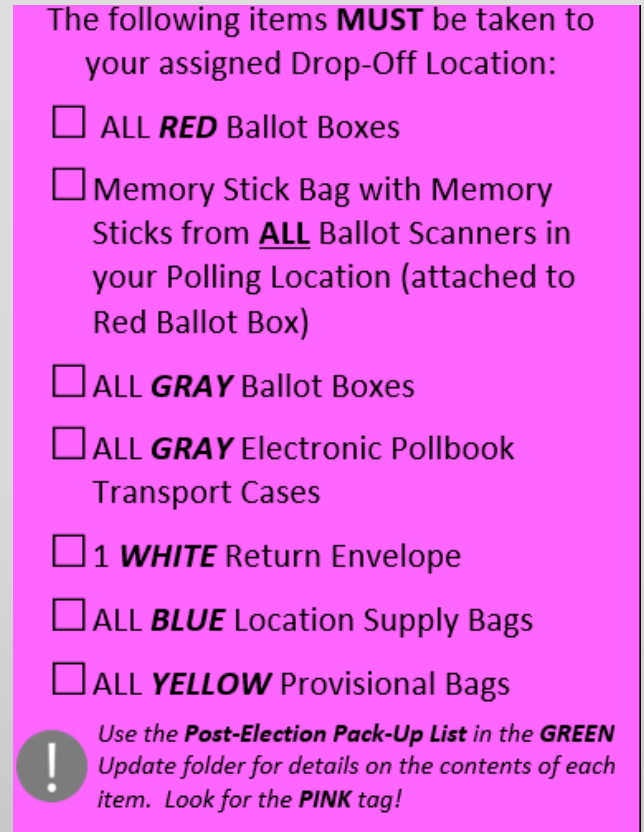 The following items MUST be taken to
your assigned Drop-Off Location:
ALL RED Ballot Boxes
Memory Stick Bag with Memory
Sticks from ALL Ballot Scanners in
your Polling Location (attached to
Red Ballot Box)
ALL GRAY Ballot Boxes
ALL GRAY Electronic Pollbook
Transport Cases
1 WHITE Return Envelope
ALL BLUE Location Supply Bags
ALL YELLOW Provisional Bags
Use the Post-Election Pack-Up List in the GREEN
Update folder for details on the contents of each
item.  Look for the PINK tag!